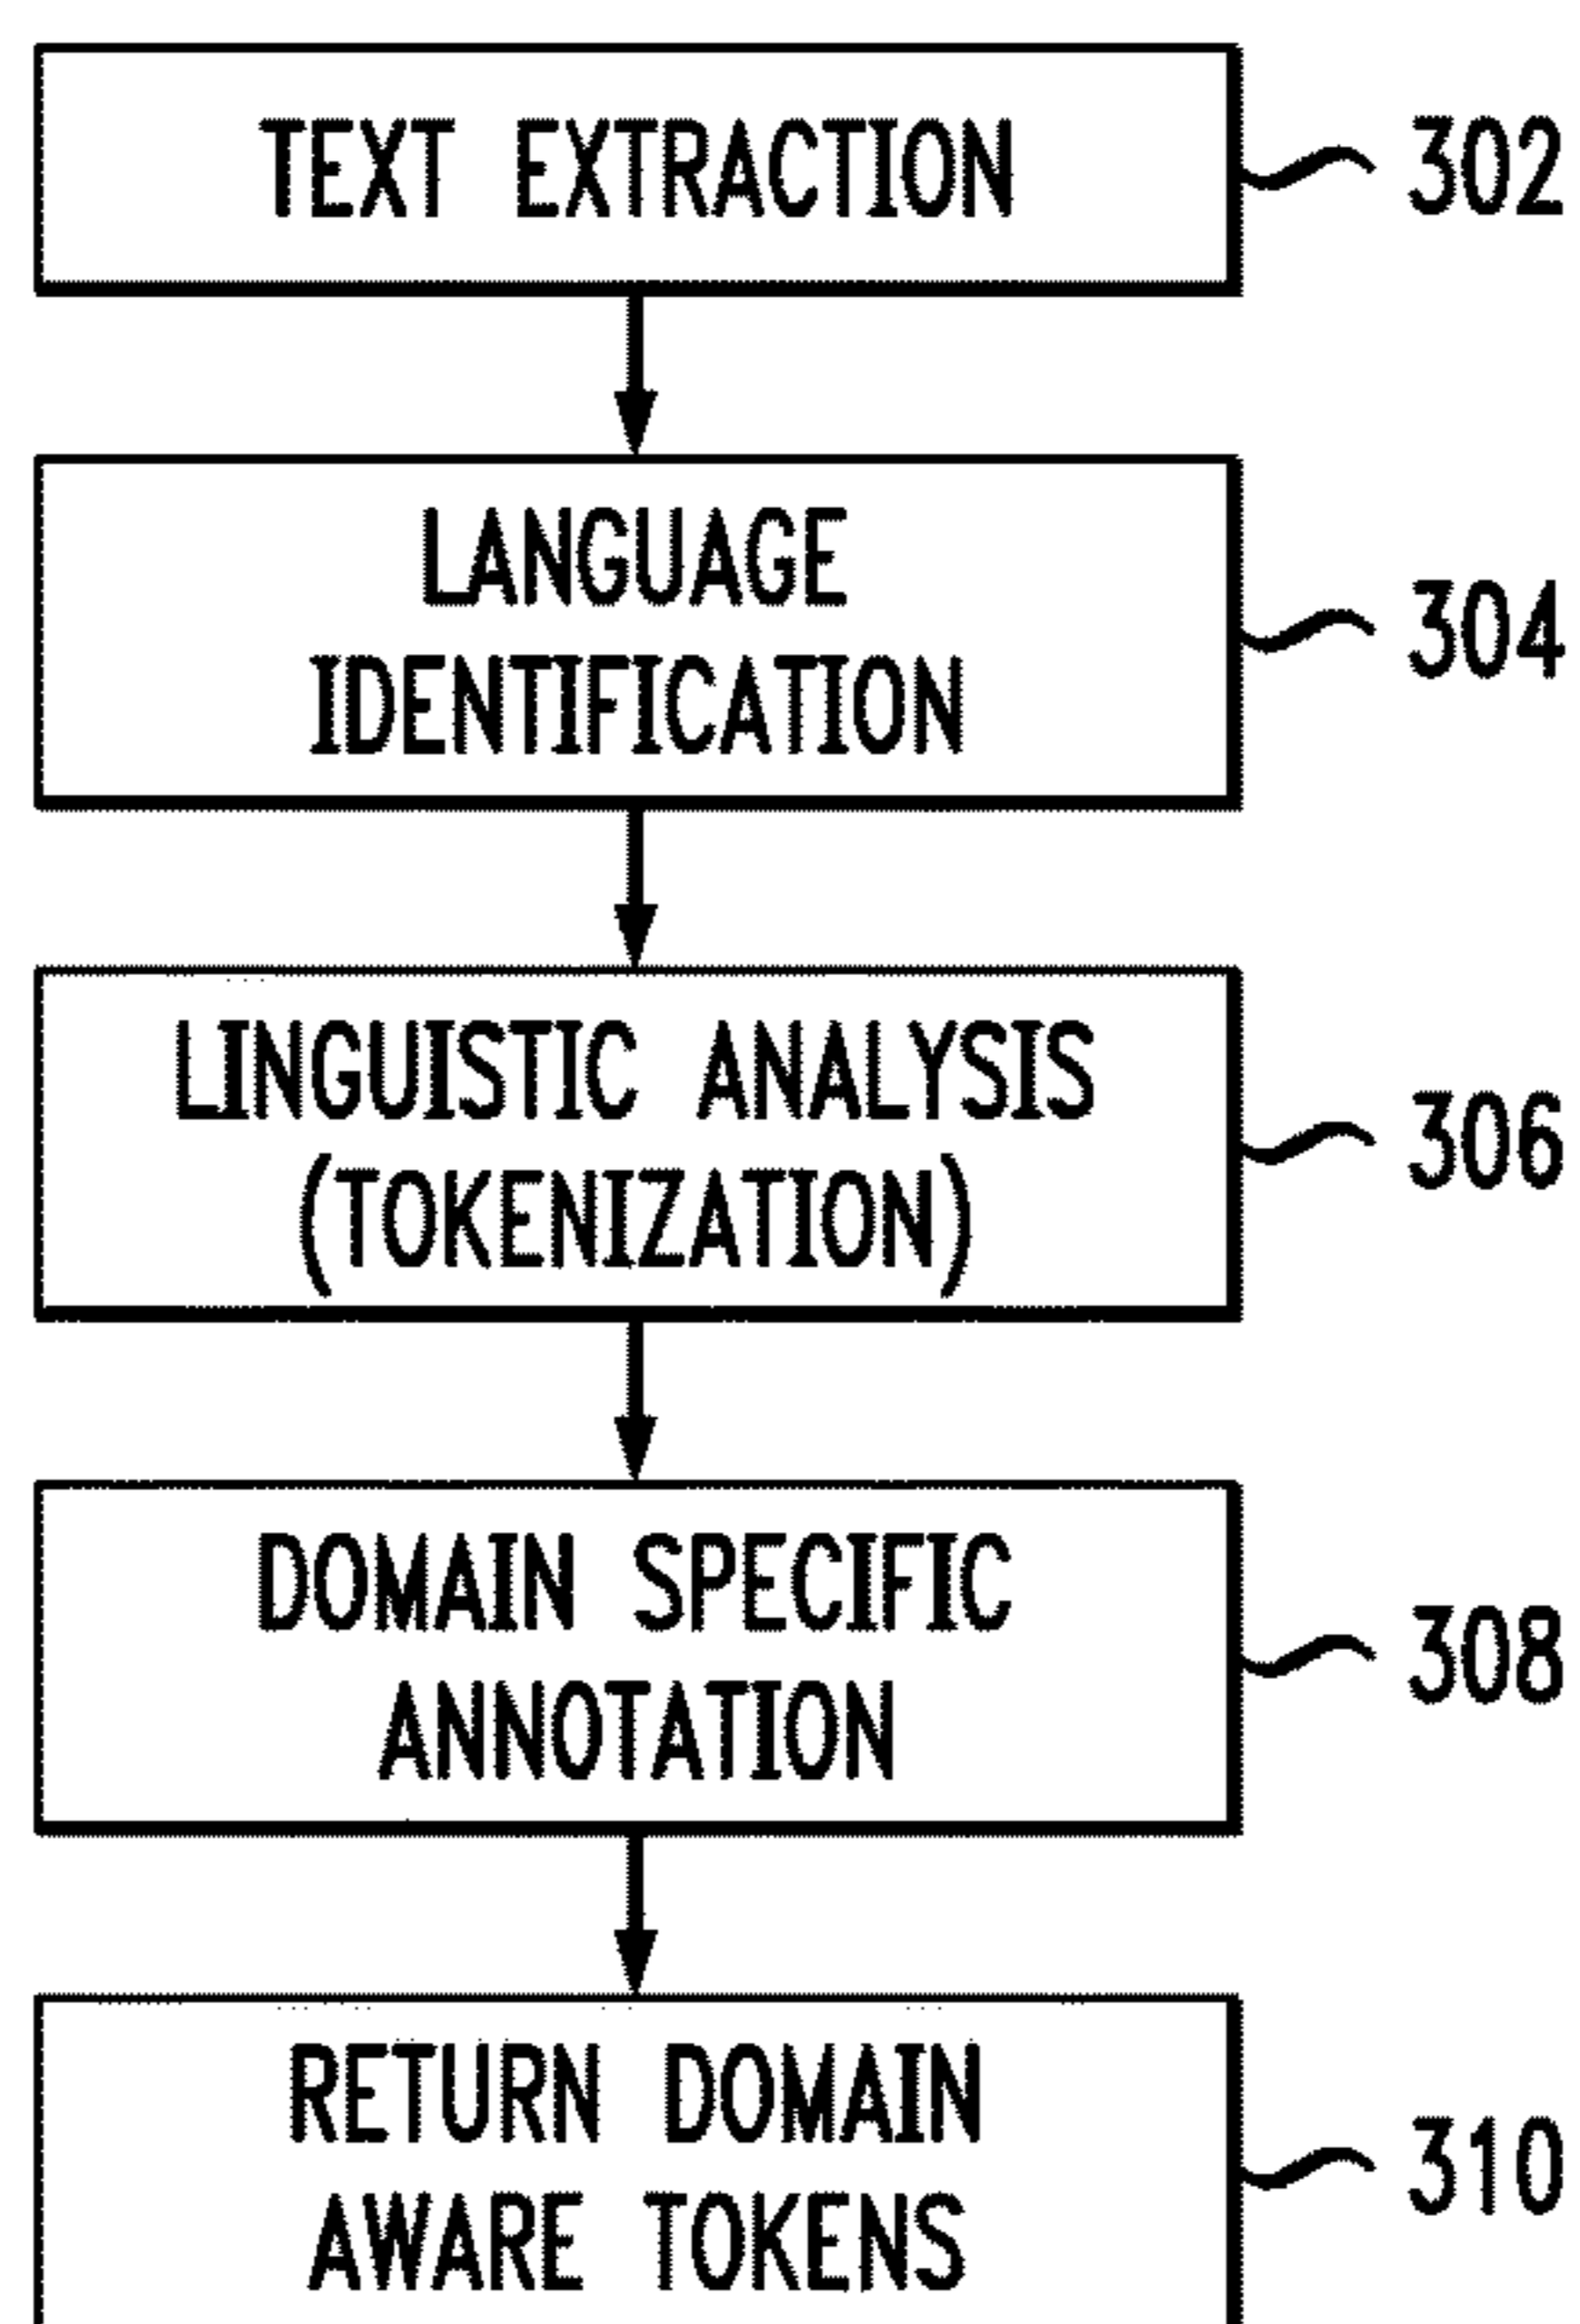 TEXT EXTRACTION
302
LANGUAGE
IDENTIFICATION
304
LINGUISTIC ANALYSIS
(TOKENIZATION)
306
DOMAIN SPECIFIC
ANNOTATION
308
RETURN DOMAIN
AWARE TOKENS
310